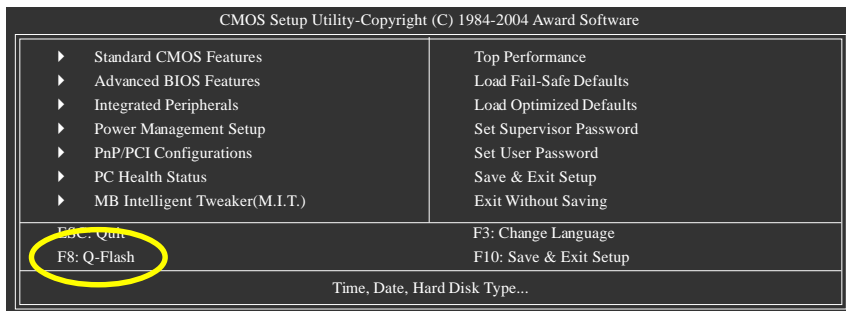 CMOS Setup Utility-Copyright (C) 1984-2004 Award Software
Standard CMOS Features
Advanced BIOS Features
Integrated Peripherals
Power Management Setup
PnP/PCI Configurations
PC Health Status
MB Intelligent Tweaker(M.I.T.)
Top Performance
Load Fail-Safe Defaults
Load Optimized Defaults
Set Supervisor Password
Set User Password
Save & Exit Setup
Exit Without Saving
ESC: Quit
F3: Change Language
F8: Q-Flash
F10: Save & Exit Setup
Time, Date, Hard Disk Type...